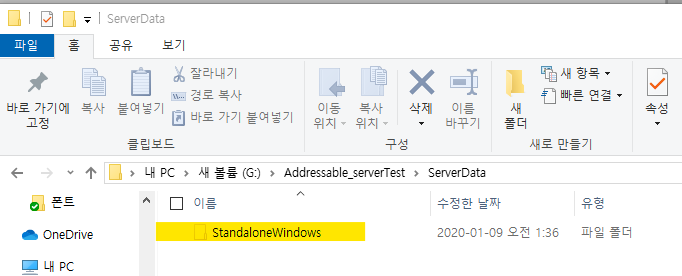 ServerData
파일 홈 공유 보기
바로 가기에 고정
복사
붙여넣기
잘라내기
경로 복사
바로 가기 붙여넣기
클립보드
이동 위치
복사 위치
삭제
이름 바꾸기
구성
새 폴더
새 항목
빠른 연결
새로 만들기
속성
내 PC > 새 볼륨 (G:) > Addressable_serverTest > ServerData
폰트
OneDrive
내 PC
이름 수정한 날짜 유형
StandaloneWindows 2020-01-09 오전 1:36 파일 폴더